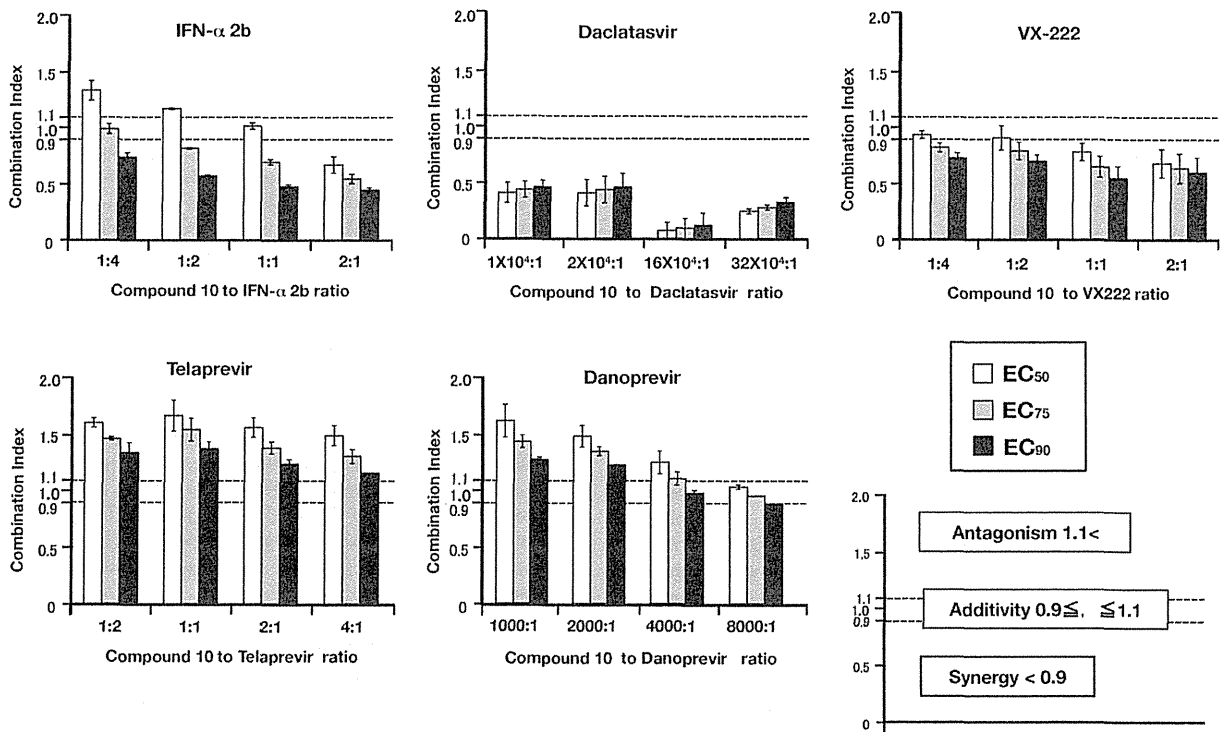 IFN-α 2b
Combination Index
2.0
1.5
1.1
1.0
0.9
0.5
0
1:4 1:2 1:1 2:1
Compound 10 to IFN-α 2b ratio
Daclatasvir
Combination Index
2.0
1.5
1.1
1.0
0.9
0.5
0
1X10⁴:1 2X10⁴:1 16X10⁴:1 32X10⁴:1
Compound 10 to Daclatasvir ratio
VX-222
Combination Index
2.0
1.5
1.1
1.0
0.9
0.5
0
1:4 1:2 1:1 2:1
Compound 10 to VX222 ratio
Telaprevir
Combination Index
2.0
1.5
1.1
1.0
0.9
0.5
0
1:2 1:1 2:1 4:1
Compound 10 to Telaprevir ratio
Danoprevir
Combination Index
2.0
1.5
1.1
1.0
0.9
0.5
0
1000:1 2000:1 4000:1 8000:1
Compound 10 to Danoprevir ratio
EC₅₀
EC₇₅
EC₉₀
2.0
1.5
1.1
1.0
0.9
0.5
0
Antagonism 1.1<
Additivity 0.9≦, ≦1.1
Synergy < 0.9